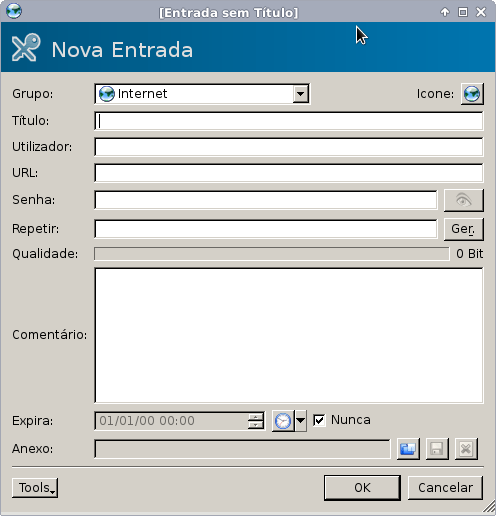 [Entrada sem Título]
Nova Entrada
Grupo: Internet Icone:
Título:
Utilizador:
URL:
Senha:
Repetir: Ger.
Qualidade: 0 Bit
Comentário:
Expira: 01/01/00 00:00 Nunca
Anexo:
Tools OK Cancelar